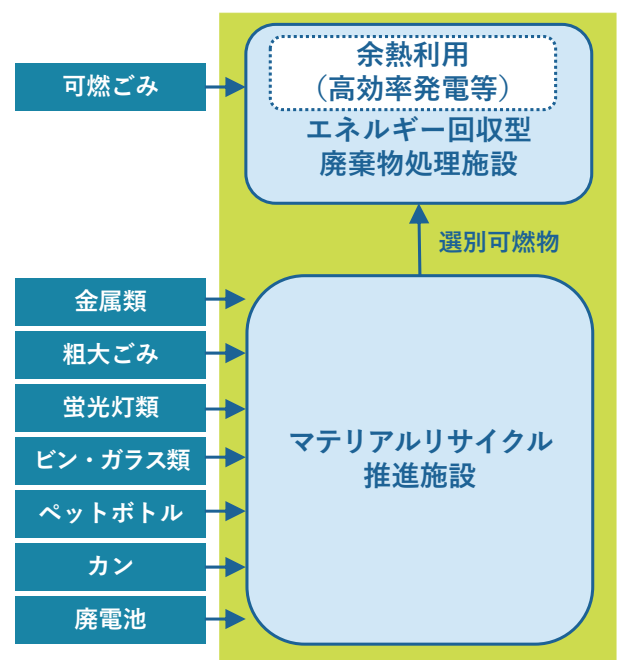 可燃ごみ
余熱利用
（高効率発電等）
エネルギー回収型
廃棄物処理施設
選別可燃物
金属類
粗大ごみ
蛍光灯類
ビン・ガラス類
ペットボトル
カン
廃電池
マテリアルリサイクル
推進施設